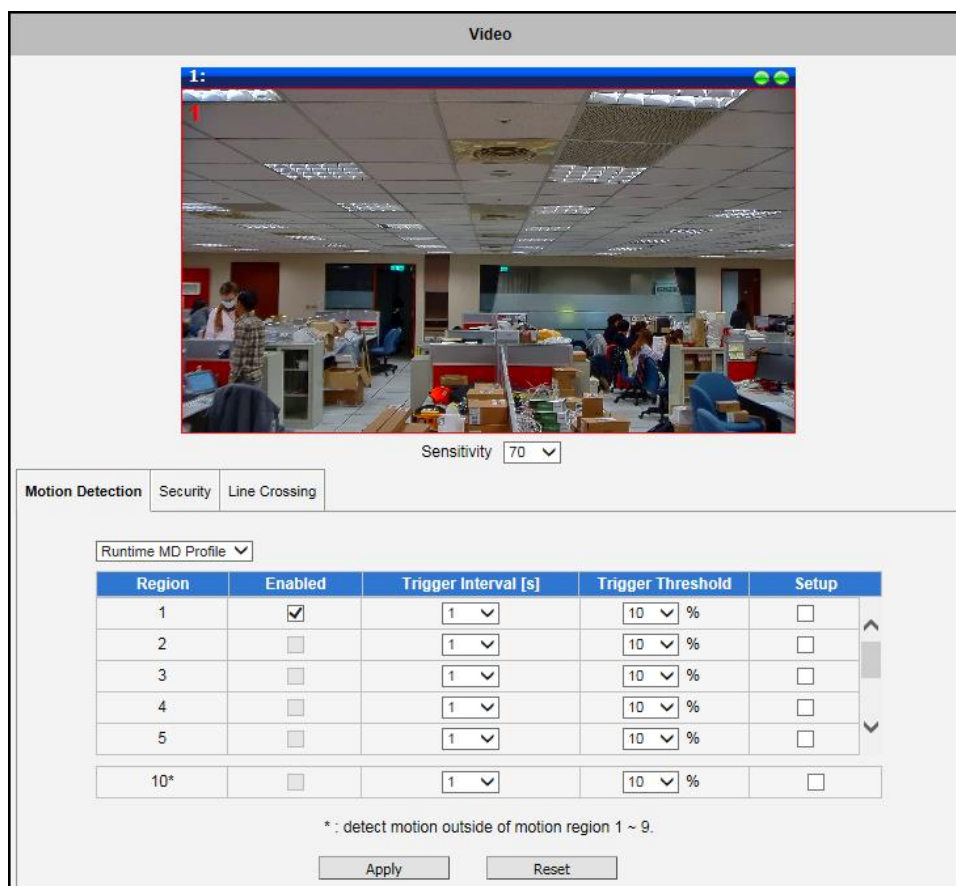 Video
1:
1
Sensitivity 70
Motion Detection Security Line Crossing
Runtime MD Profile
Region Enabled Trigger Interval [s] Trigger Threshold Setup
1 1 10 %
2 1 10 %
3 1 10 %
4 1 10 %
5 1 10 %
10* 1 10 %
* : detect motion outside of motion region 1 ~ 9.
Apply Reset